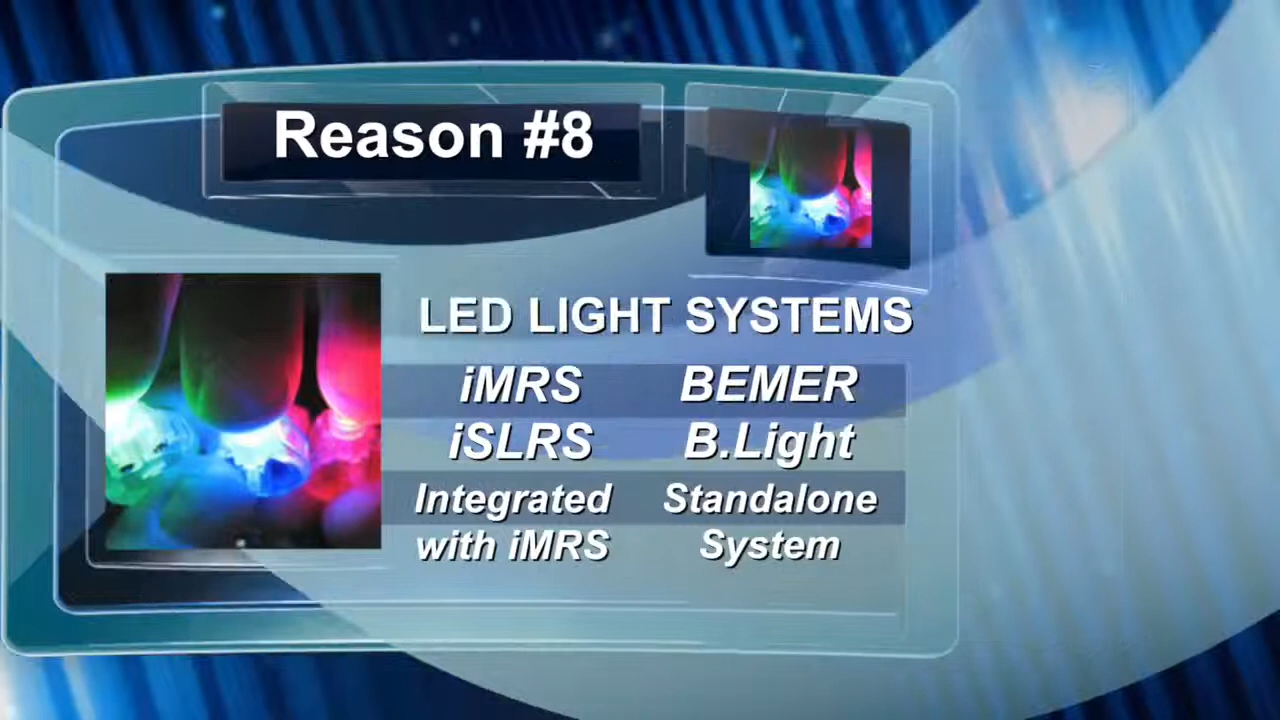 Reason #8
LED LIGHT SYSTEMS
iMRS BEMER
iSLRS B.Light
Integrated Standalone
with iMRS System